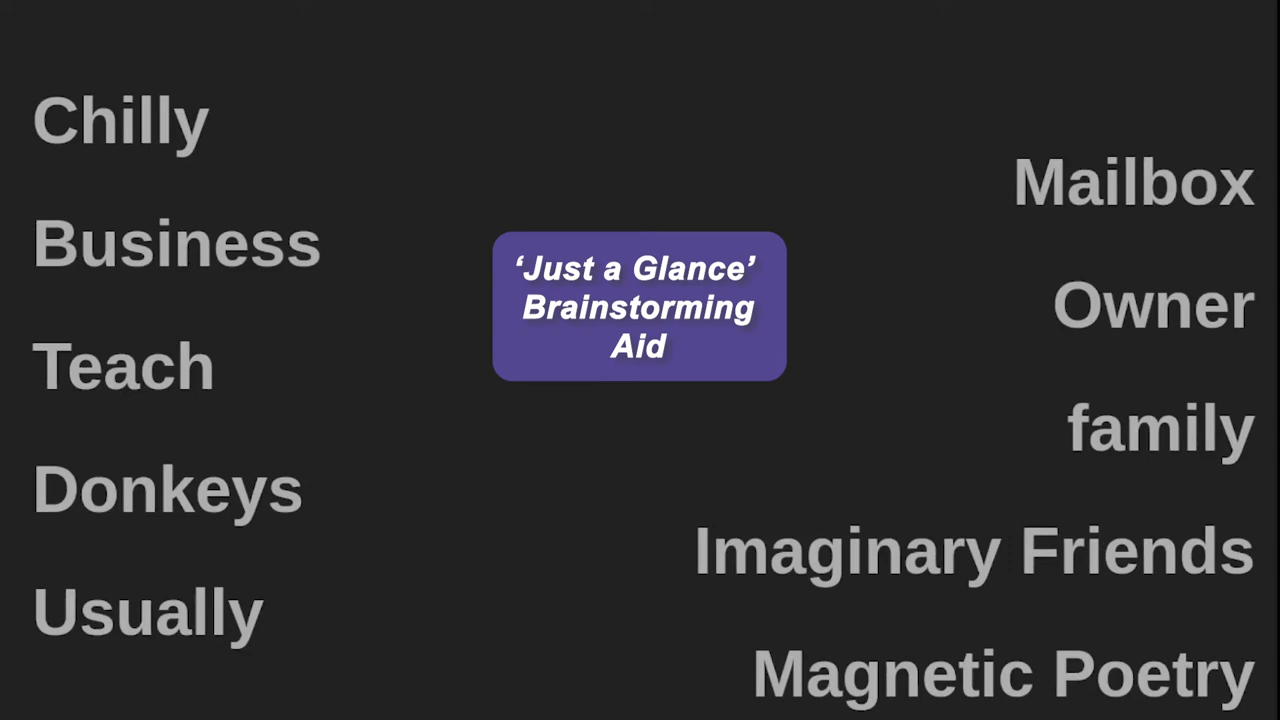 Chilly
Business
Teach
Donkeys
Usually
‘Just a Glance’
Brainstorming
Aid
Mailbox
Owner
family
Imaginary Friends
Magnetic Poetry